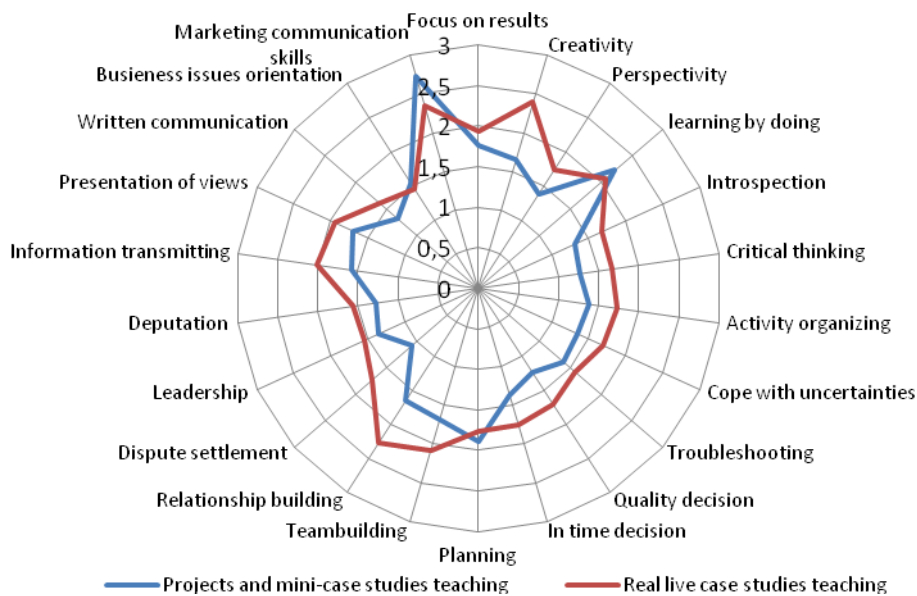 Focus on results
Creativity
Perspectivity
learning by doing
Introspection
Critical thinking
Activity organizing
Cope with uncertainties
Troubleshooting
Quality decision
In time decision
Planning
Teambuilding
Relationship building
Dispute settlement
Leadership
Deputation
Information transmitting
Presentation of views
Written communication
Busieness issues orientation
Marketing communication
skills
3
2,5
2
1,5
1
0,5
0
Projects and mini-case studies teaching
Real live case studies teaching